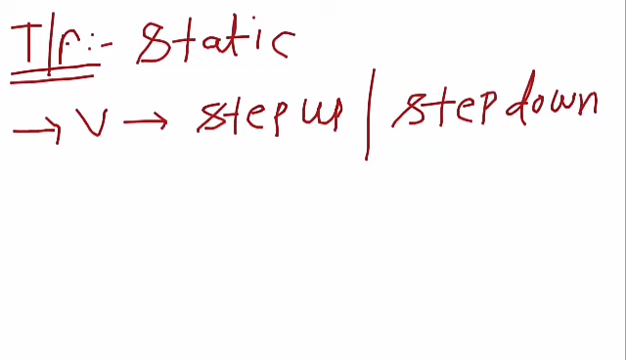 T/r:- static
→ V → step up | step down